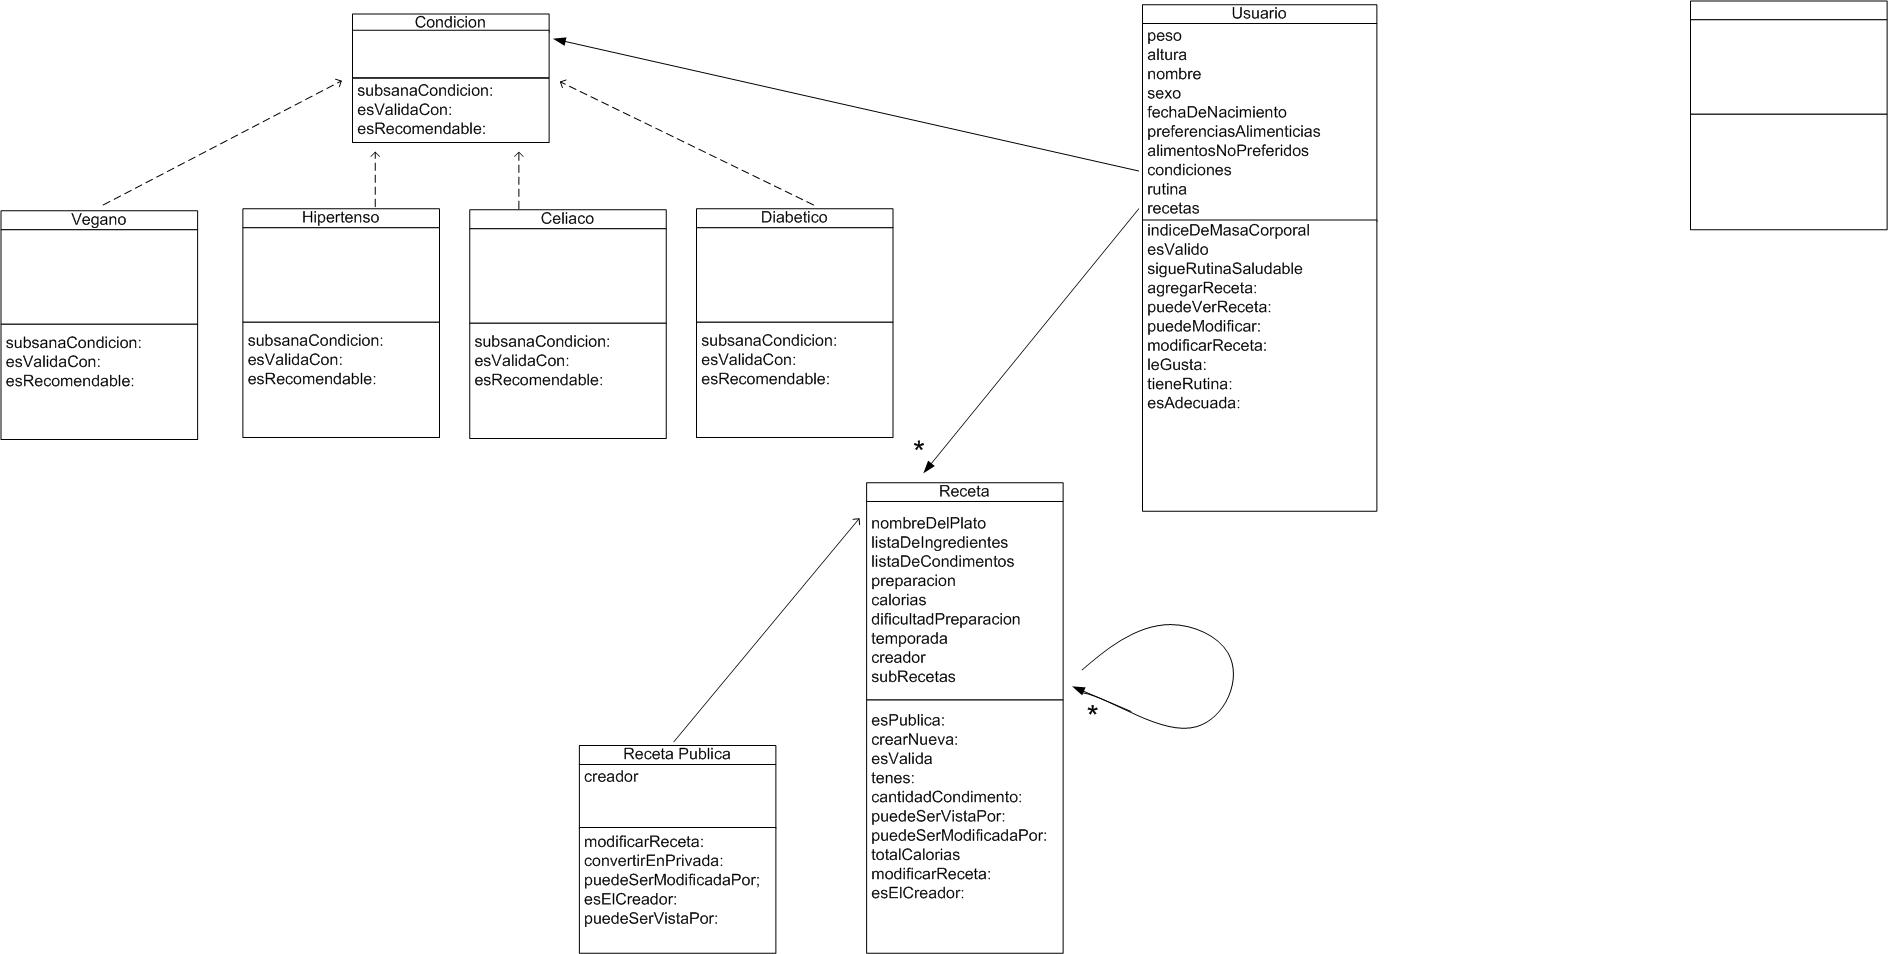 Condicion
subsanaCondicion:
esValidaCon:
esRecomendable:
Usuario
peso
altura
nombre
sexo
fechaDeNacimiento
preferenciasAlimenticias
alimentosNoPreferidos
condiciones
rutina
recetas
indiceDeMasaCorporal
esValido
sigueRutinaSaludable
agregarReceta:
puedeVerReceta:
puedeModificar:
modificarReceta:
leGusta:
tieneRutina:
esAdecuada:
Vegano
subsanaCondicion:
esValidaCon:
esRecomendable:
Hipertenso
subsanaCondicion:
esValidaCon:
esRecomendable:
Celiaco
subsanaCondicion:
esValidaCon:
esRecomendable:
Diabetico
subsanaCondicion:
esValidaCon:
esRecomendable:
*
Receta
nombreDelPlato
listaDeIngredientes
listaDeCondimentos
preparacion
calorias
dificultadPreparacion
temporada
creador
subRecetas
esPublica:
crearNueva:
esValida
tenes:
cantidadCondimento:
puedeSerVistaPor:
puedeSerModificadaPor:
totalCalorias
modificarReceta:
esElCreador:
*
Receta Publica
creador
modificarReceta:
convertirEnPrivada:
puedeSerModificadaPor;
esElCreador:
puedeSerVistaPor: